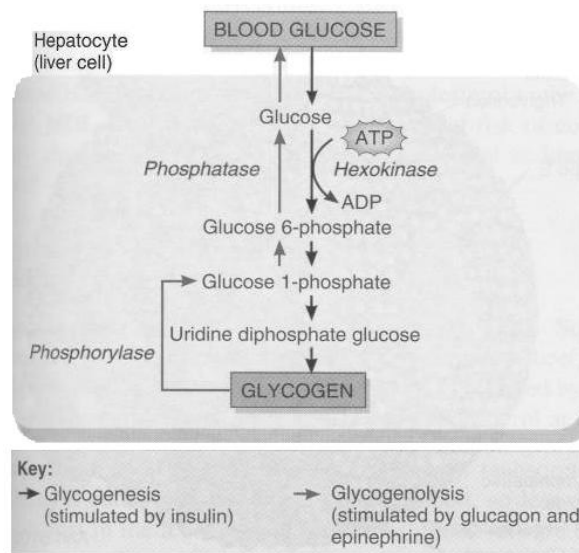 BLOOD GLUCOSE
Hepatocyte
(liver cell)
Glucose
ATP
Phosphatase
Hexokinase
ADP
Glucose 6-phosphate
Glucose 1-phosphate
Uridine diphosphate glucose
Phosphorylase
GLYCOGEN
Key:
Glycogenesis
(stimulated by insulin)
Glycogenolysis
(stimulated by glucagon and
epinephrine)